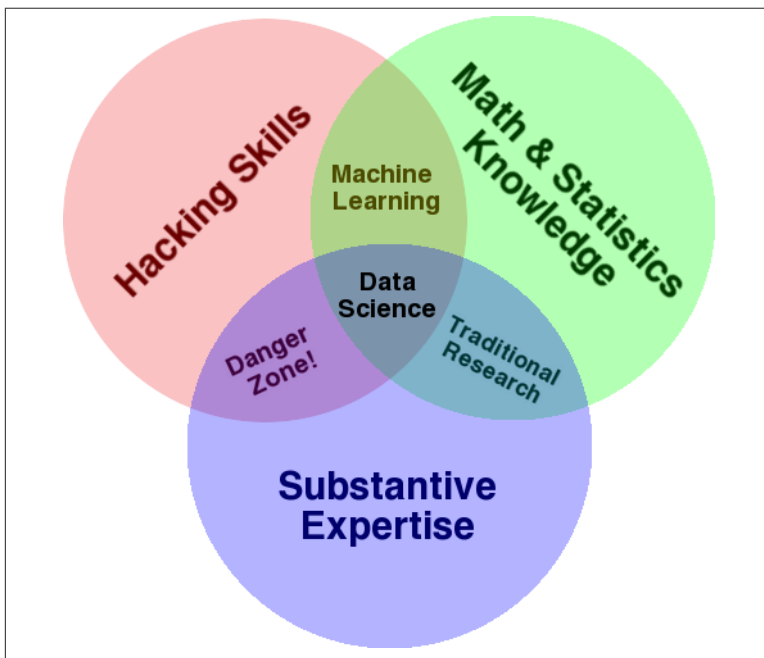 Hacking Skills
Math & Statistics
Knowledge
Machine
Learning
Data
Science
Danger
Zone!
Traditional
Research
Substantive
Expertise